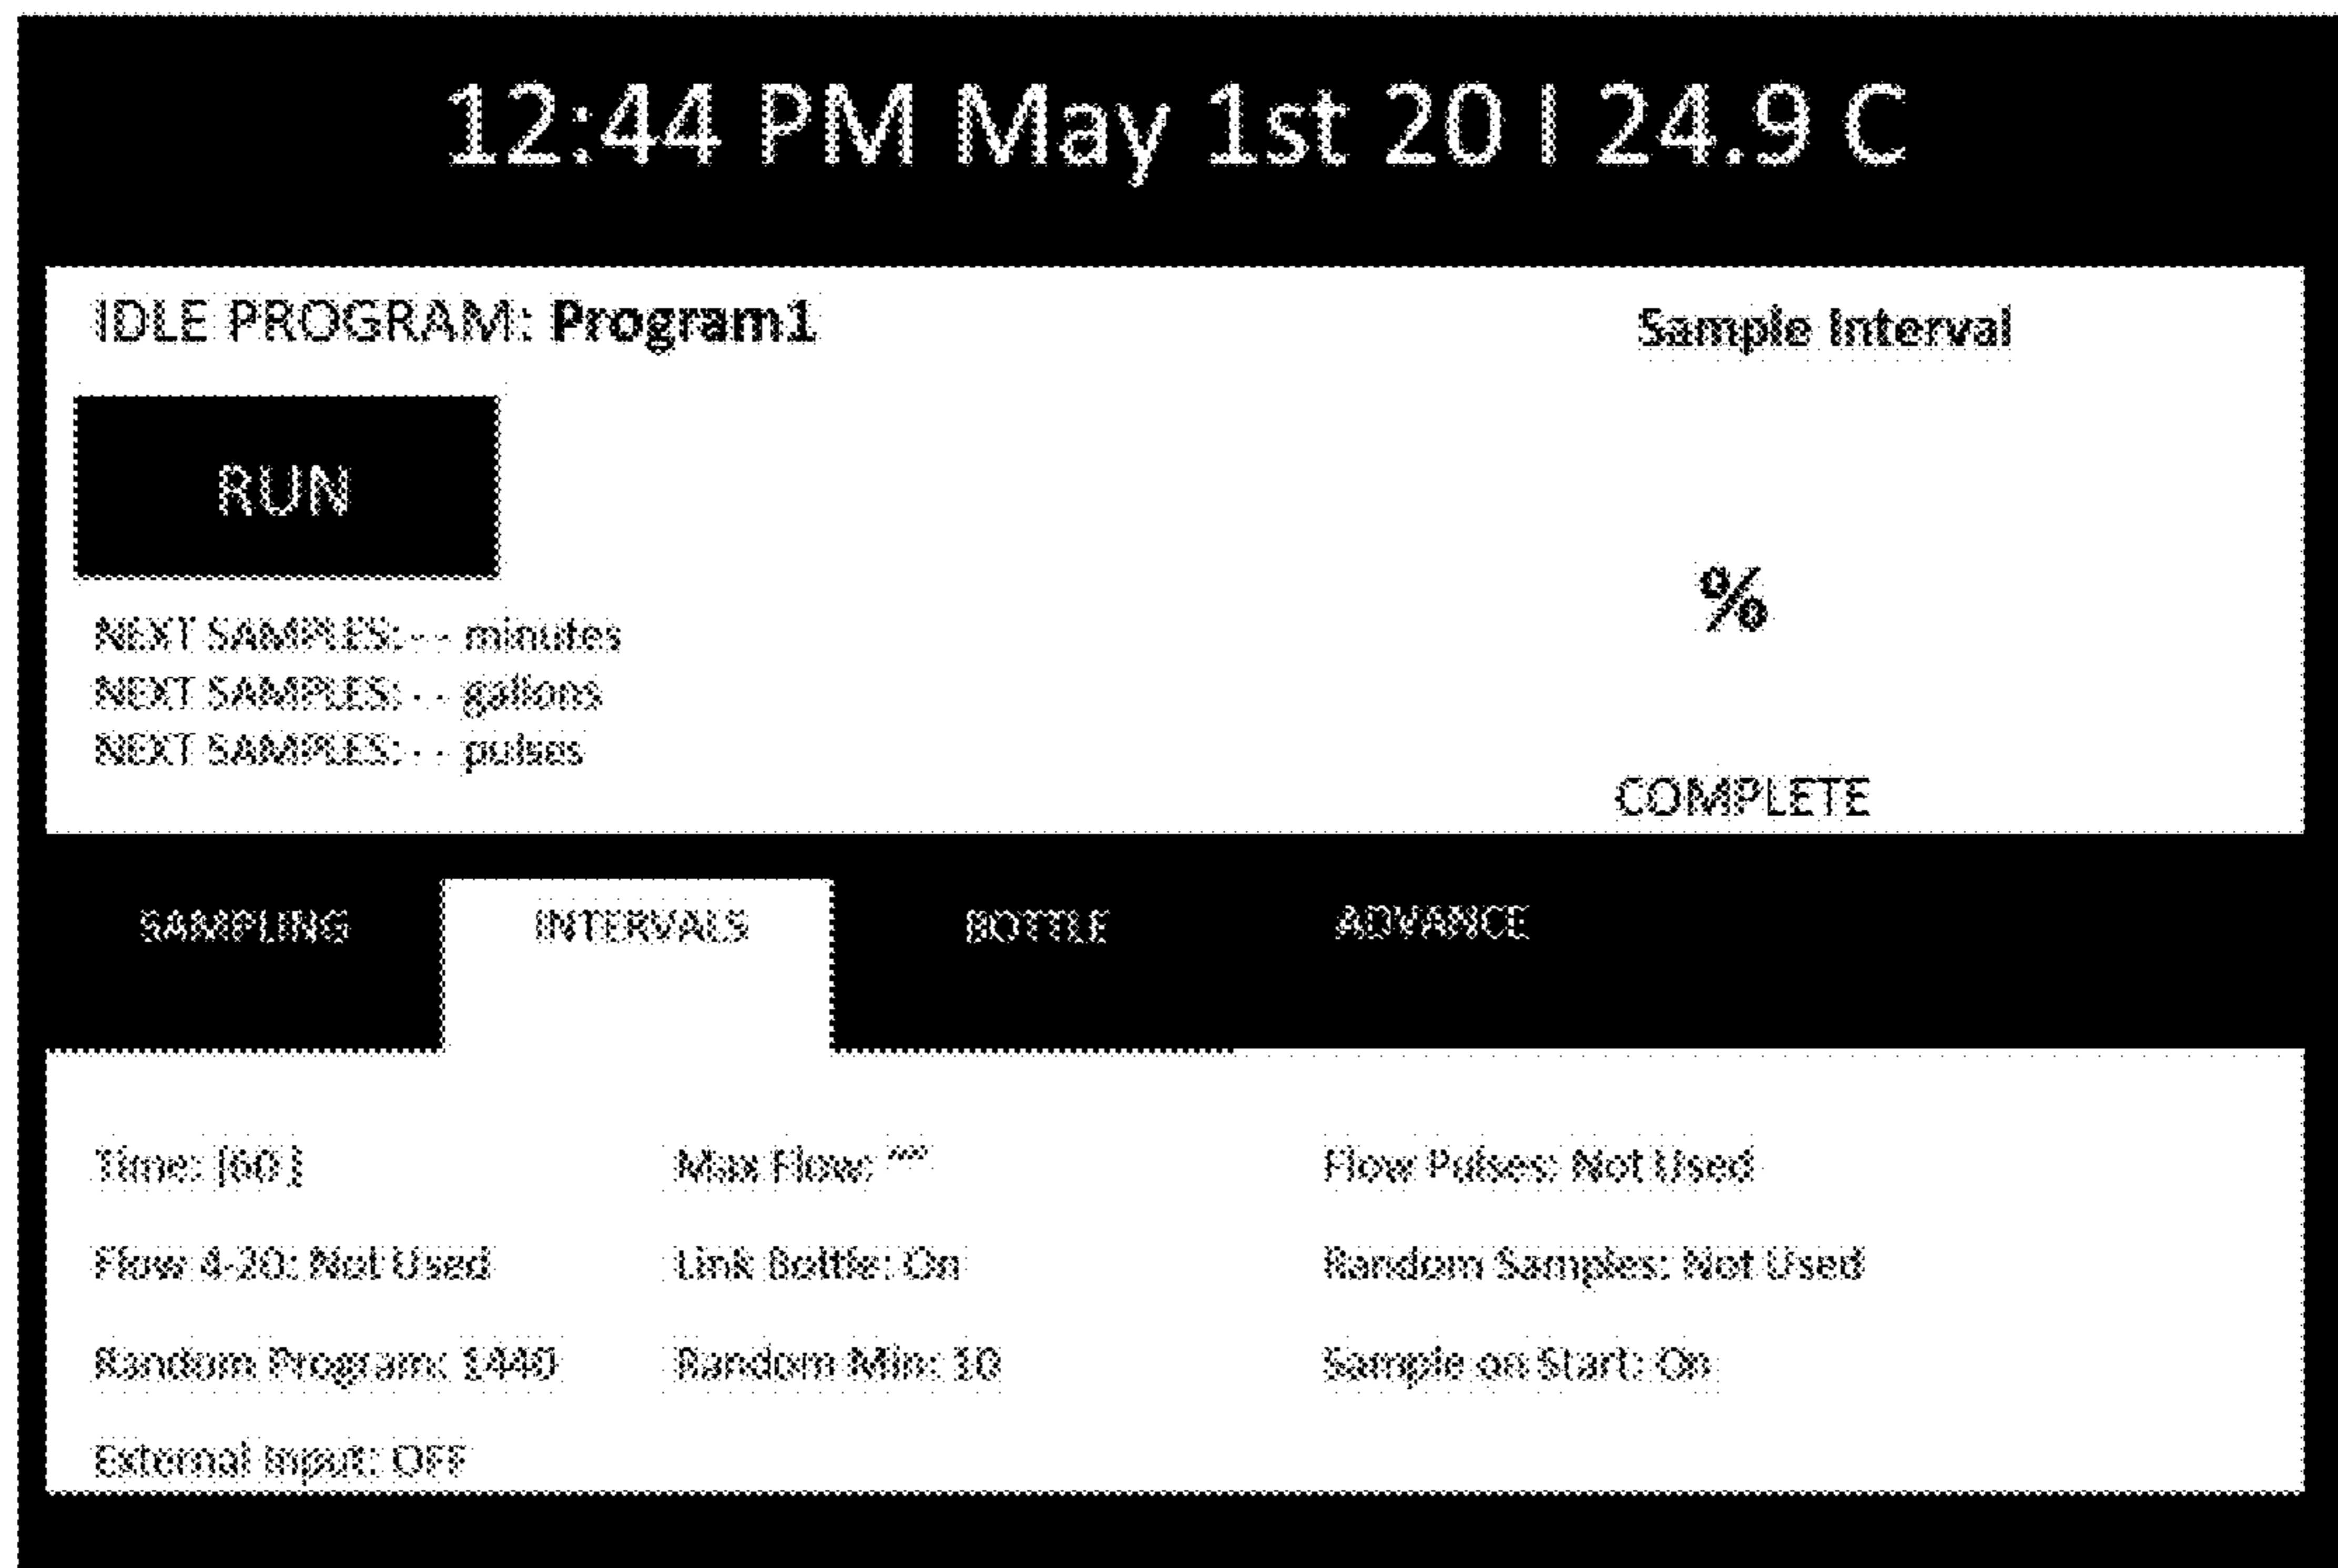 12:44 PM May 1st 20 I 24.9 C
IDLE PROGRAM: Program1
Sample Interval
RUN
%
NEXT SAMPLES: - - minutes
NEXT SAMPLES: - - gallons
NEXT SAMPLES: - - pulses
COMPLETE
SAMPLING INTERVALS BOTTLE ADVANCE
Time: [60] Max Flow: "" Flow Pulses: Not Used
Flow 4-20: Not Used Link Bottle: On Random Samples: Not Used
Random Program: 1440 Random Min: 10 Sample on Start: On
External Input: OFF